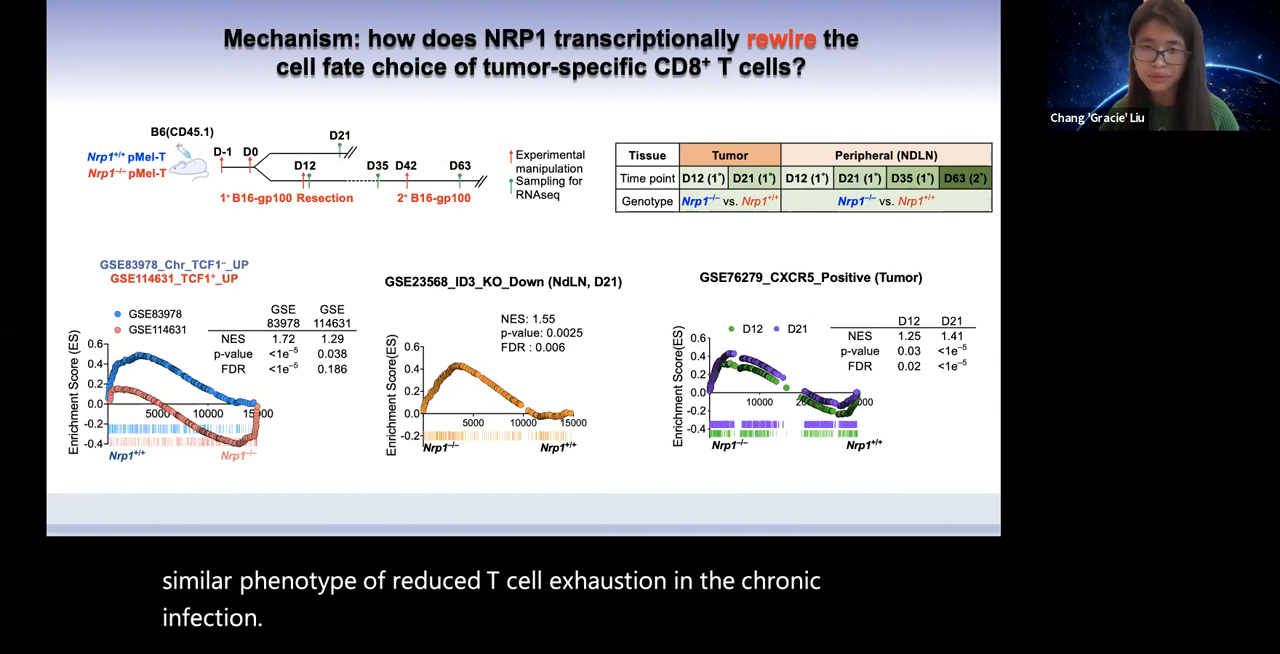 Mechanism: how does NRP1 transcriptionally rewire the
cell fate choice of tumor-specific CD8⁺ T cells?
Chang 'Gracie' Liu
B6(CD45.1)
Nrp1⁺/⁺ pMel-T
Nrp1⁻/⁻ pMel-T
D-1 D0
D21
D12 D35 D42 D63
1° B16-gp100 Resection 2° B16-gp100
Experimental
manipulation
Sampling for
RNAseq
Tissue Tumor Peripheral (NDLN)
Time point D12 (1°) D21 (1°) D12 (1°) D21 (1°) D35 (1°) D63 (2°)
Genotype Nrp1⁻/⁻ vs. Nrp1⁺/⁺ Nrp1⁻/⁻ vs. Nrp1⁺/⁺
GSE83978_Chr_TCF1⁻_UP
GSE114631_TCF1⁺_UP
GSE83978
GSE114631
GSE GSE
83978 114631
NES 1.72 1.29
p-value <1e⁻⁵ 0.038
FDR <1e⁻⁵ 0.186
Enrichment Score (ES)
0.6
0.4
0.2
0.0
-0.2
-0.4
5000 10000 15000
Nrp1⁺/⁺ Nrp1⁻/⁻
GSE23568_ID3_KO_Down (NdLN, D21)
NES: 1.55
p-value: 0.0025
FDR : 0.006
Enrichment Score(ES)
0.6
0.4
0.2
0.0
-0.2
5000 10000 15000
Nrp1⁻/⁻ Nrp1⁺/⁺
GSE76279_CXCR5_Positive (Tumor)
D12 D21
D12 D21
NES 1.25 1.41
p-value 0.03 <1e⁻⁵
FDR 0.02 <1e⁻⁵
Enrichment Score(ES)
0.6
0.4
0.2
0.0
-0.2
-0.4
10000
Nrp1⁻/⁻ Nrp1⁺/⁺
similar phenotype of reduced T cell exhaustion in the chronic
infection.